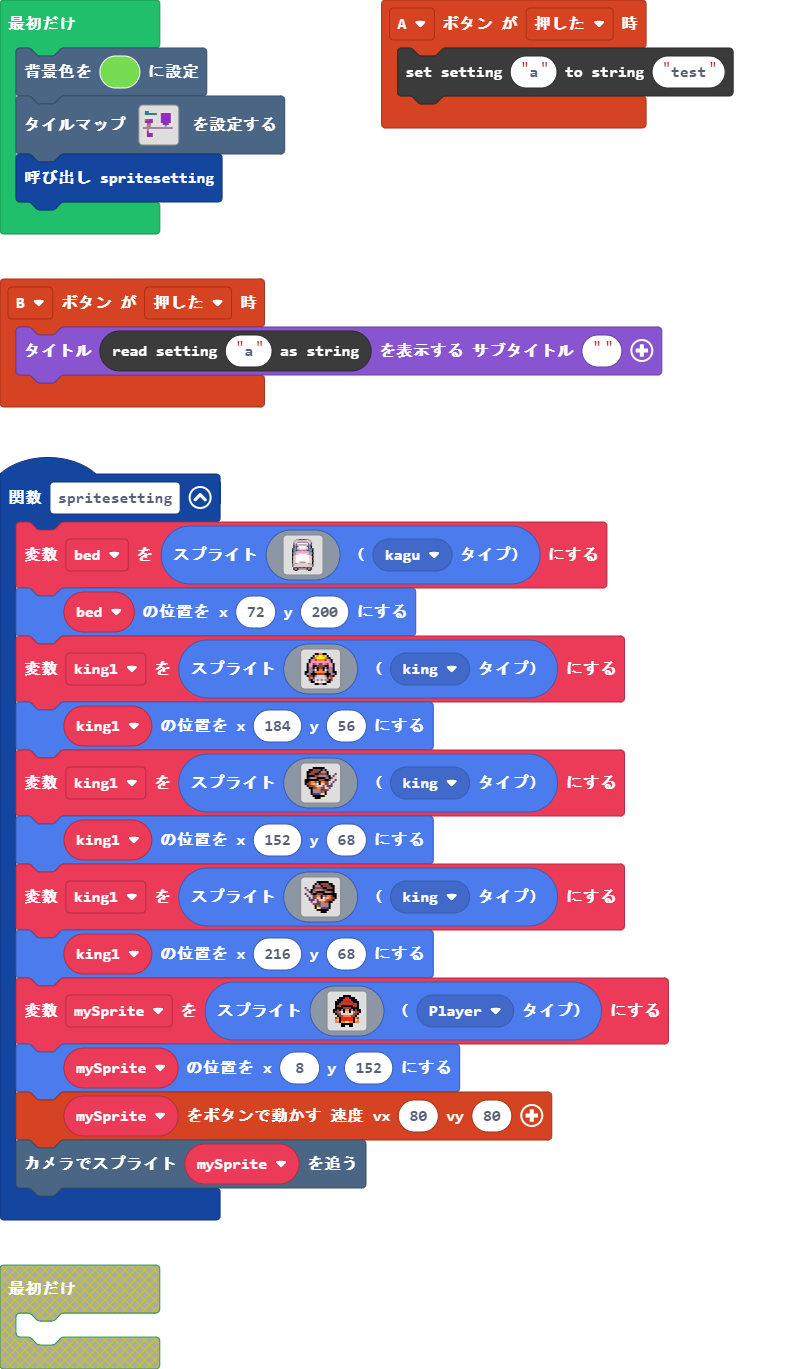 最初だけ
背景色を に設定
タイルマップ を設定する
呼び出し spritesetting
A ボタン が 押した 時
set setting "a" to string "test"
B ボタン が 押した 時
タイトル read setting "a" as string を表示する サブタイトル ""
関数 spritesetting
変数 bed を スプライト ( kagu タイプ) にする
bed の位置を x 72 y 200 にする
変数 king1 を スプライト ( king タイプ) にする
king1 の位置を x 184 y 56 にする
変数 king1 を スプライト ( king タイプ) にする
king1 の位置を x 152 y 68 にする
変数 king1 を スプライト ( king タイプ) にする
king1 の位置を x 216 y 68 にする
変数 mySprite を スプライト ( Player タイプ) にする
mySprite の位置を x 8 y 152 にする
mySprite をボタンで動かす 速度 vx 80 vy 80
カメラでスプライト mySprite を追う
最初だけ